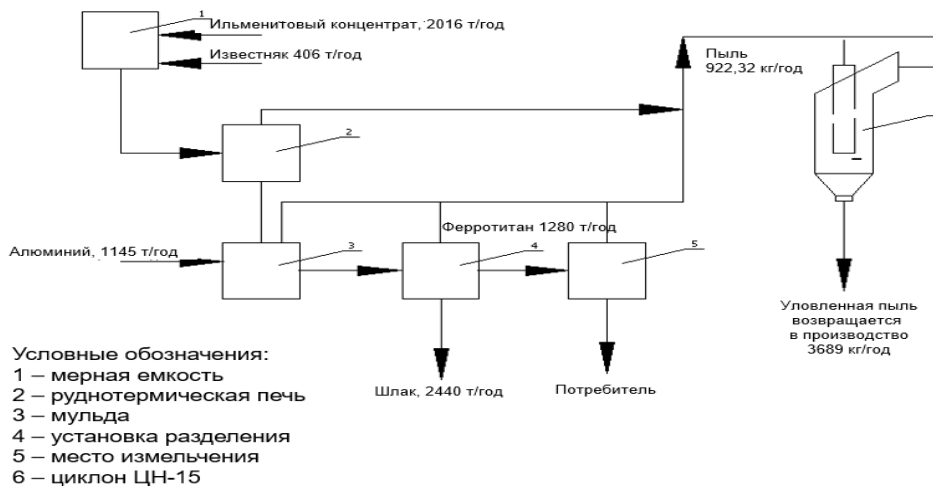 1
Ильменитовый концентрат, 2016 т/год
Известняк 406 т/год
Пыль
922,32 кг/год
2
Ферротитан 1280 т/год
Алюминий, 1145 т/год
3
4
5
Уловленная пыль
возвращается
в производство
3689 кг/год
Шлак, 2440 т/год
Потребитель
Условные обозначения:
1 – мерная емкость
2 – руднотермическая печь
3 – мульда
4 – установка разделения
5 – место измельчения
6 – циклон ЦН-15